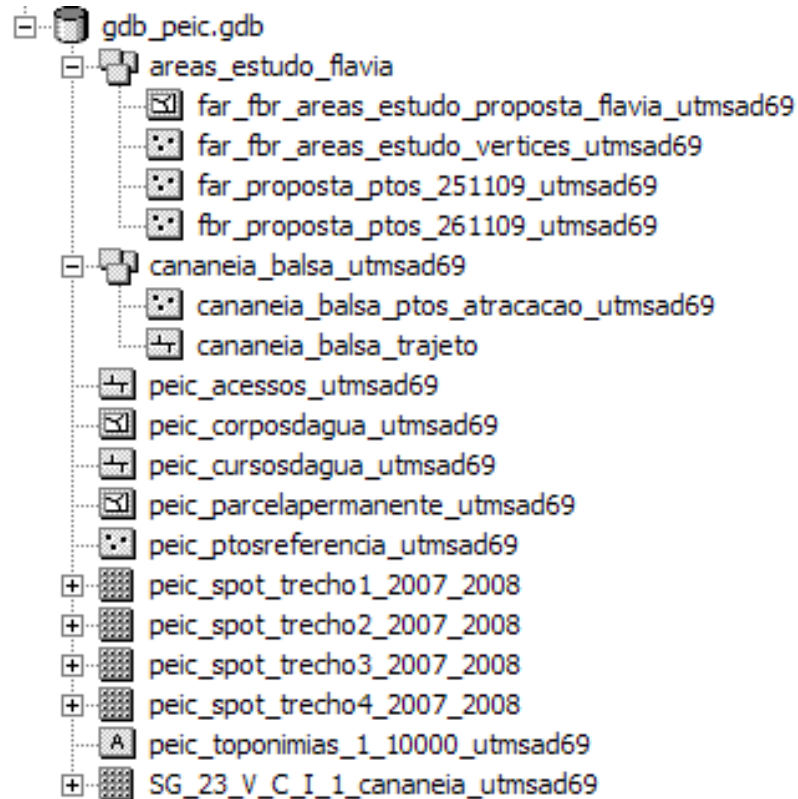 gdb_peic.gdb
areas_estudo_flavia
far_fbr_areas_estudo_proposta_flavia_utmsad69
far_fbr_areas_estudo_vertices_utmsad69
far_proposta_ptos_251109_utmsad69
fbr_proposta_ptos_261109_utmsad69
cananeia_balsa_utmsad69
cananeia_balsa_ptos_atracacao_utmsad69
cananeia_balsa_trajeto
peic_acessos_utmsad69
peic_corposdagua_utmsad69
peic_cursosdagua_utmsad69
peic_parcelapermanente_utmsad69
peic_ptosreferencia_utmsad69
peic_spot_trecho1_2007_2008
peic_spot_trecho2_2007_2008
peic_spot_trecho3_2007_2008
peic_spot_trecho4_2007_2008
A peic_toponimias_1_10000_utmsad69
SG_23_V_C_I_1_cananeia_utmsad69